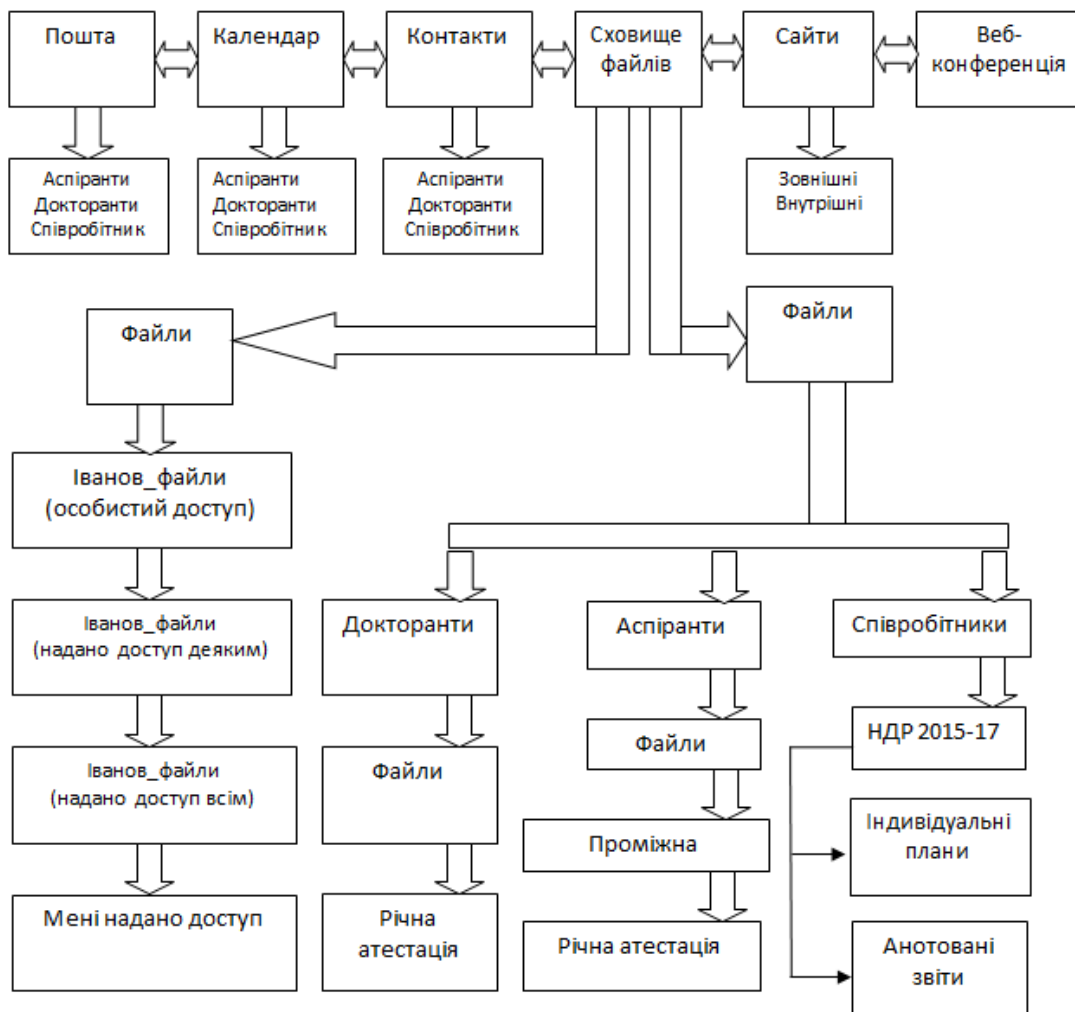 Пошта
Календар
Контакти
Сховище
файлів
Сайти
Веб-
конференція
Аспіранти
Докторанти
Співробітник
Аспіранти
Докторанти
Співробітник
Аспіранти
Докторанти
Співробітник
Зовнішні
Внутрішні
Файли
Файли
Іванов_файли
(особистий доступ)
Іванов_файли
(надано доступ деяким)
Іванов_файли
(надано доступ всім)
Мені надано доступ
Докторанти
Файли
Річна
атестація
Аспіранти
Файли
Проміжна
Річна атестація
Співробітники
НДР 2015-17
Індивідуальні
плани
Анотовані
звіти